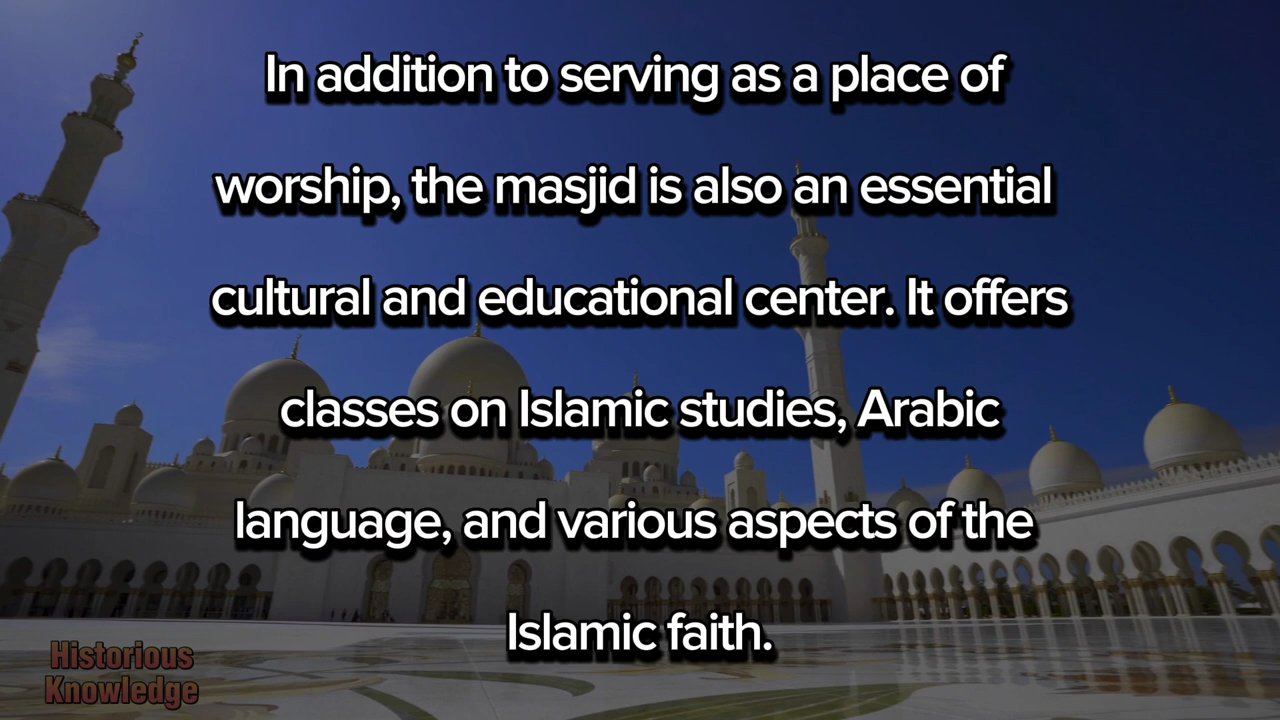 In addition to serving as a place of
worship, the masjid is also an essential
cultural and educational center. It offers
classes on Islamic studies, Arabic
language, and various aspects of the
Islamic faith.
Historious
Knowledge